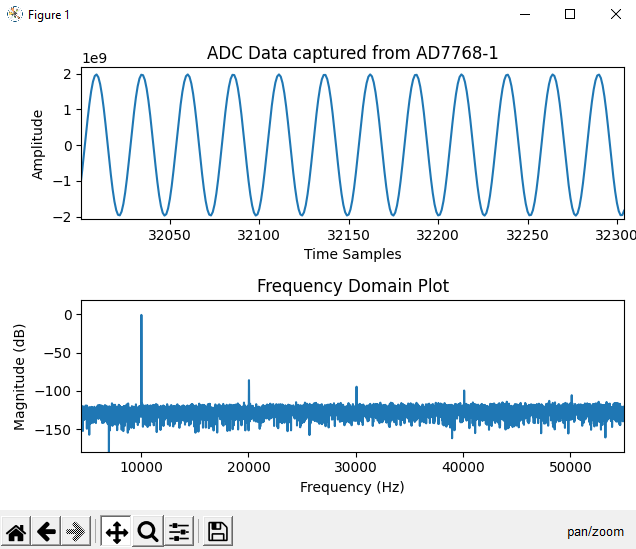 Figure 1
ADC Data captured from AD7768-1
1e9
2
1
0
−1
−2
Amplitude
32050 32100 32150 32200 32250 32300
Time Samples
Frequency Domain Plot
0
−50
−100
−150
Magnitude (dB)
10000 20000 30000 40000 50000
Frequency (Hz)
pan/zoom